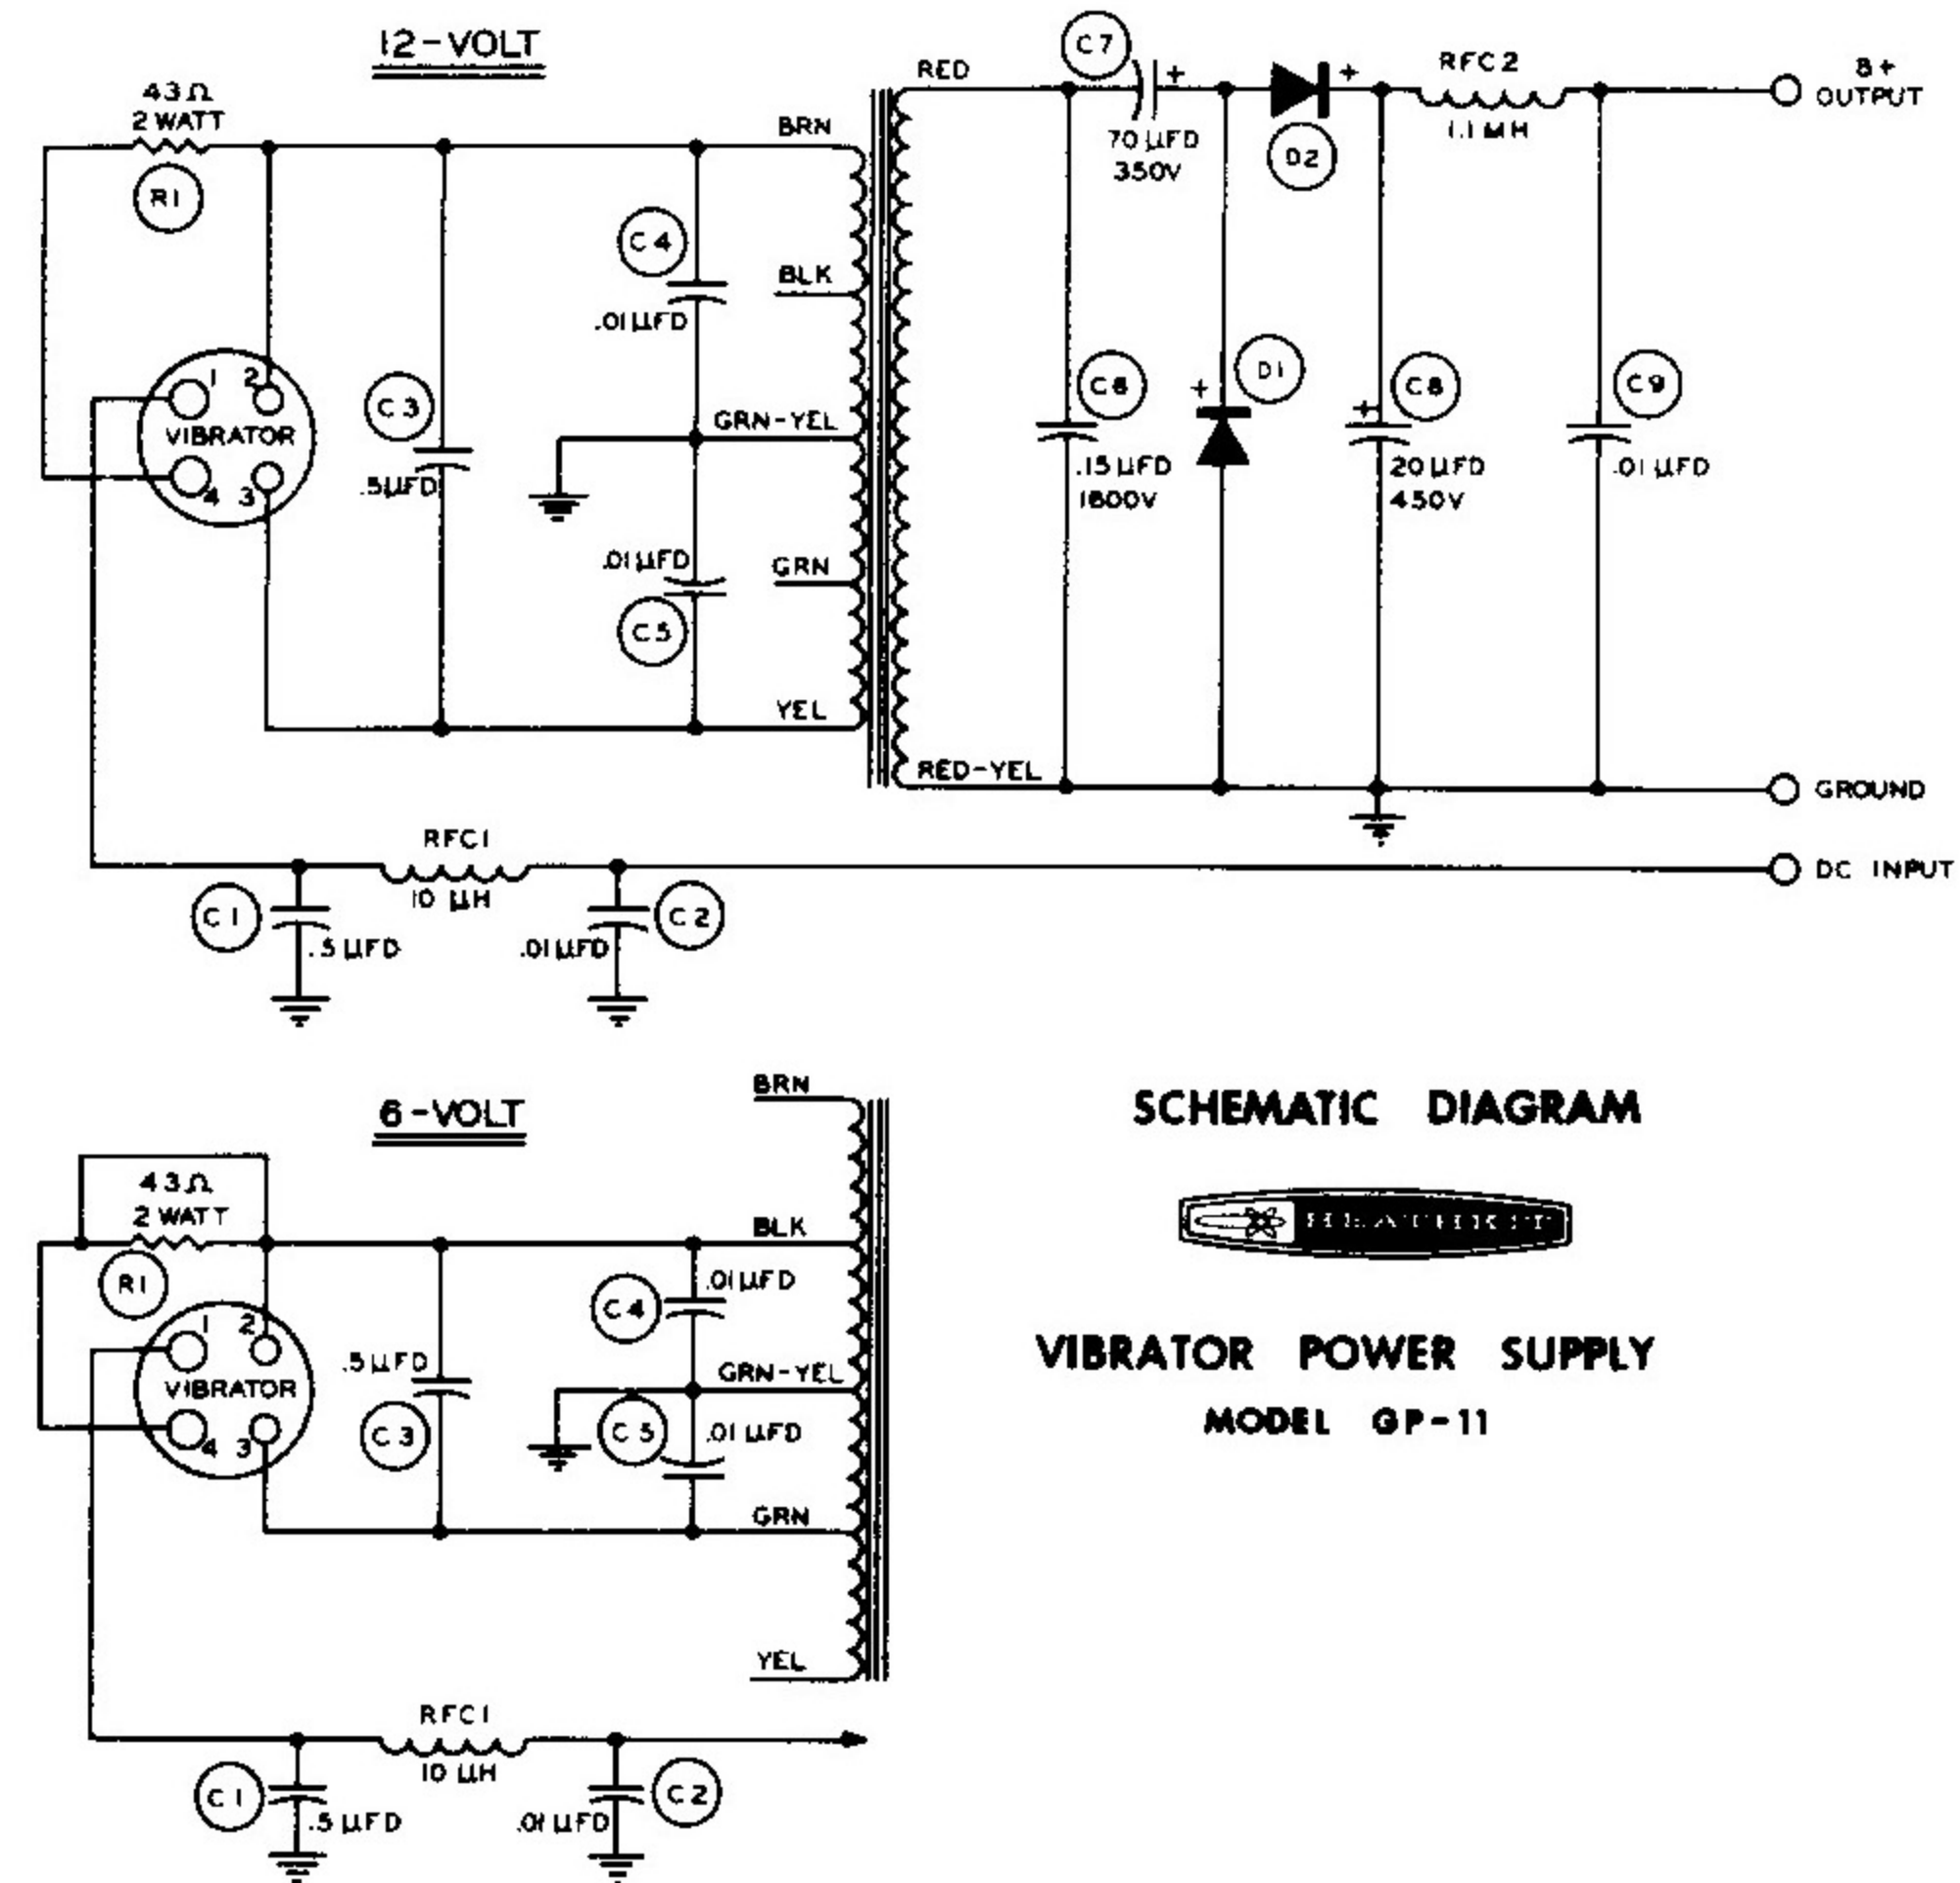 12-VOLT
43Ω
2 WATT
R1
BRN
C4
.01 µFD
BLK
1 2
VIBRATOR
4 3
C3
.5µFD
GRN-YEL
.01 µFD
C5
GRN
YEL
RED
C7
+
70 µFD
350V
+
D2
RFC2
1.1 MH
B+
OUTPUT
C6
.15 µFD
1600V
+
D1
+
C8
20 µFD
450V
C9
.01 µFD
RED-YEL
GROUND
RFC1
10 µH
DC INPUT
C1
.5 µFD
.01 µFD
C2
6-VOLT
43Ω
2 WATT
R1
BRN
BLK
.01 µFD
C4
1 2
VIBRATOR
4 3
.5 µFD
C3
GRN-YEL
C5
.01 µFD
GRN
YEL
RFC1
10 µH
C1
.5 µFD
.01 µFD
C2
SCHEMATIC DIAGRAM
HEATHKIT
VIBRATOR POWER SUPPLY
MODEL GP-11